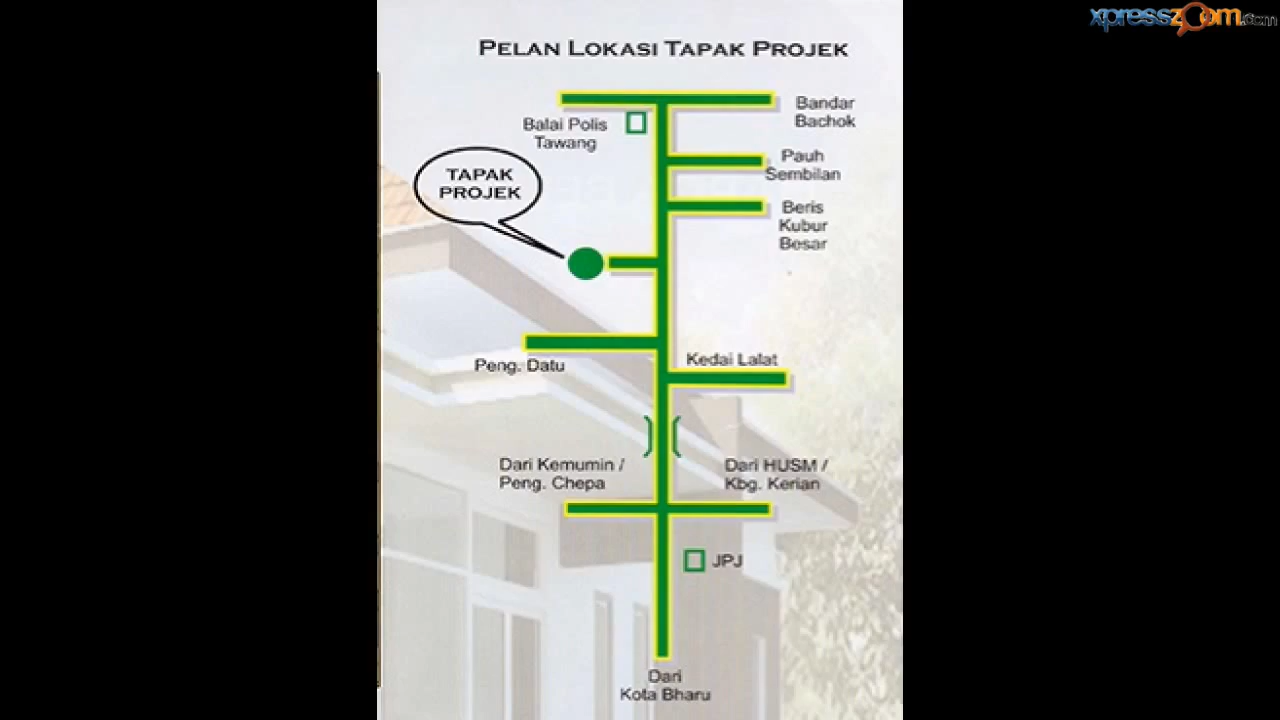 xpresszoom.com
PELAN LOKASI TAPAK PROJEK
Bandar
Bachok
Balai Polis
Tawang
Pauh
Sembilan
TAPAK
PROJEK
Beris
Kubur
Besar
Peng. Datu
Kedai Lalat
Dari Kemumin /
Peng. Chepa
Dari HUSM /
Kbg. Kerian
JPJ
Dari
Kota Bharu